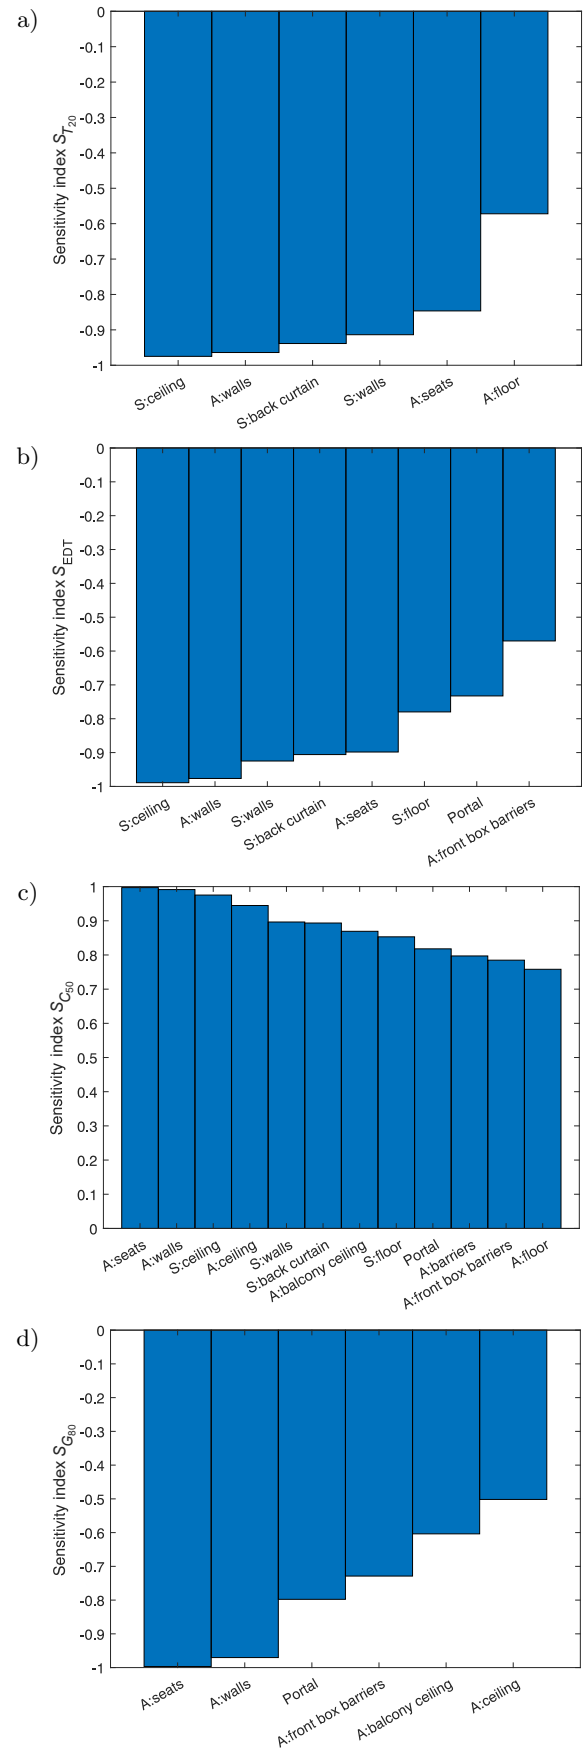 a)
Sensitivity index S_T20
0
-0.1
-0.2
-0.3
-0.4
-0.5
-0.6
-0.7
-0.8
-0.9
-1
S:ceiling
A:walls
S:back curtain
S:walls
A:seats
A:floor
b)
Sensitivity index S_EDT
0
-0.1
-0.2
-0.3
-0.4
-0.5
-0.6
-0.7
-0.8
-0.9
-1
S:ceiling
A:walls
S:walls
S:back curtain
A:seats
S:floor
Portal
A:front box barriers
c)
Sensitivity index S_C50
1
0.9
0.8
0.7
0.6
0.5
0.4
0.3
0.2
0.1
0
A:seats
A:walls
S:ceiling
A:ceiling
S:walls
S:back curtain
A:balcony ceiling
S:floor
Portal
A:barriers
A:front box barriers
A:floor
d)
Sensitivity index S_G80
0
-0.1
-0.2
-0.3
-0.4
-0.5
-0.6
-0.7
-0.8
-0.9
-1
A:seats
A:walls
Portal
A:front box barriers
A:balcony ceiling
A:ceiling